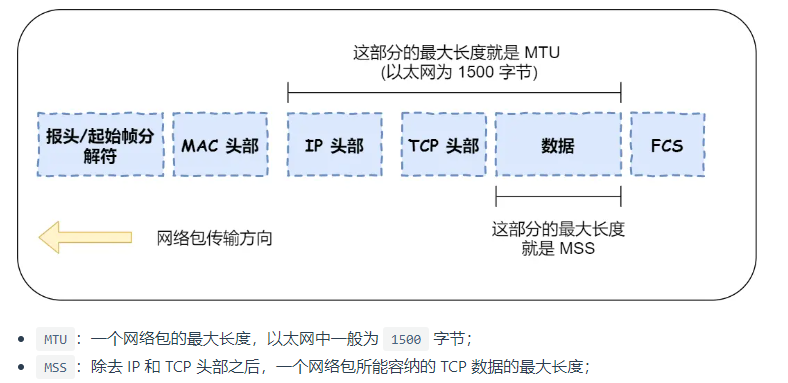 这部分的最大长度就是 MTU
(以太网为 1500 字节)
报头/起始帧分
解符
MAC 头部
IP 头部
TCP 头部
数据
FCS
网络包传输方向
这部分的最大长度
就是 MSS
MTU：一个网络包的最大长度，以太网中一般为 1500 字节；
MSS：除去 IP 和 TCP 头部之后，一个网络包所能容纳的 TCP 数据的最大长度；